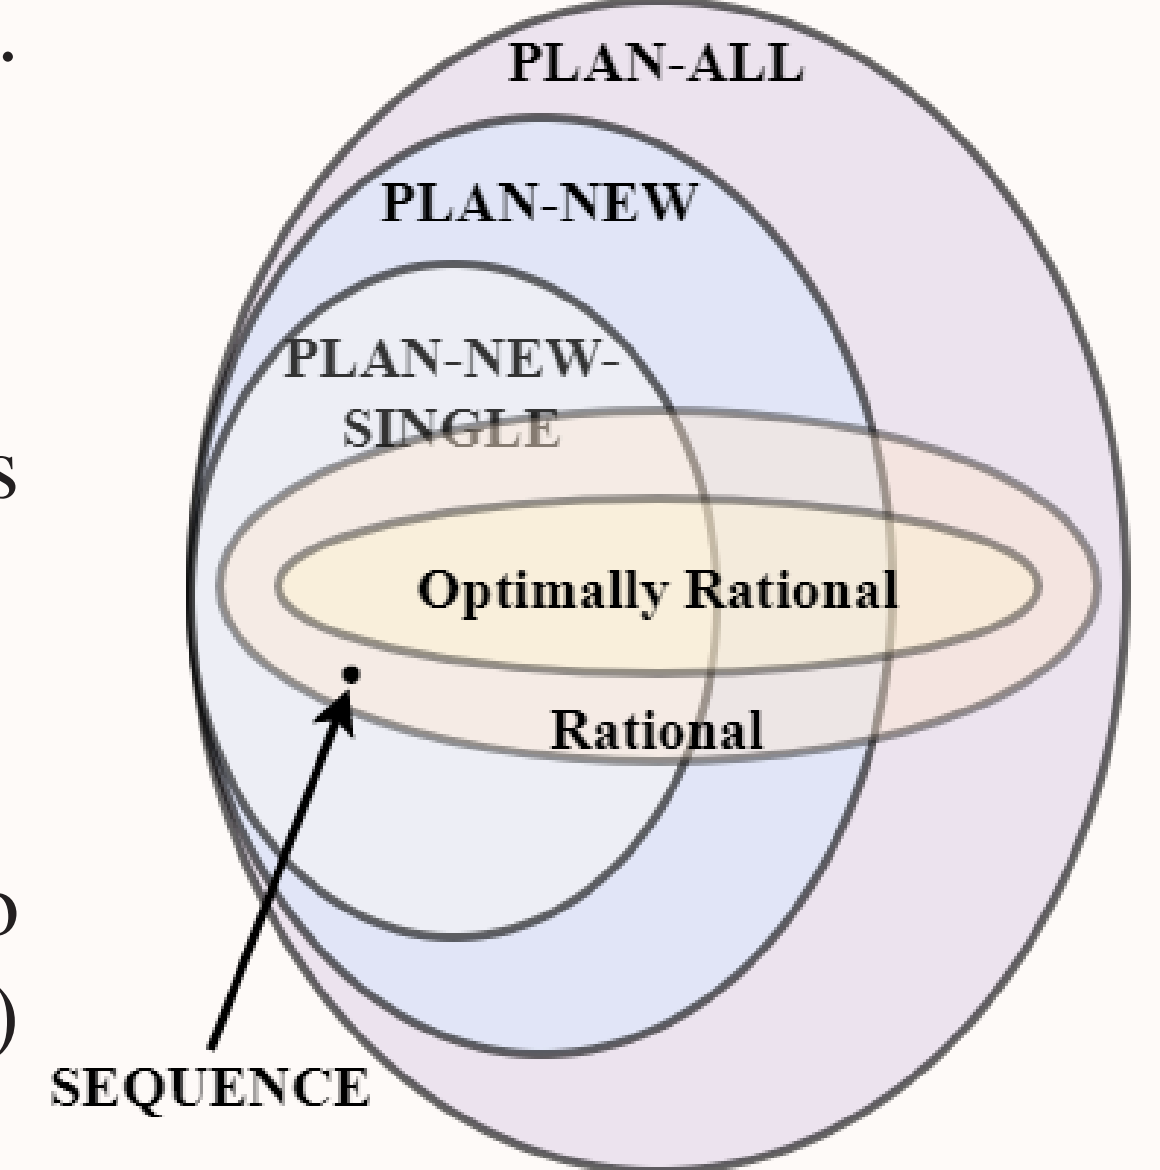 .
PLAN-ALL
PLAN-NEW
PLAN-NEW-
SINGLE
s
Optimally Rational
Rational
)
SEQUENCE